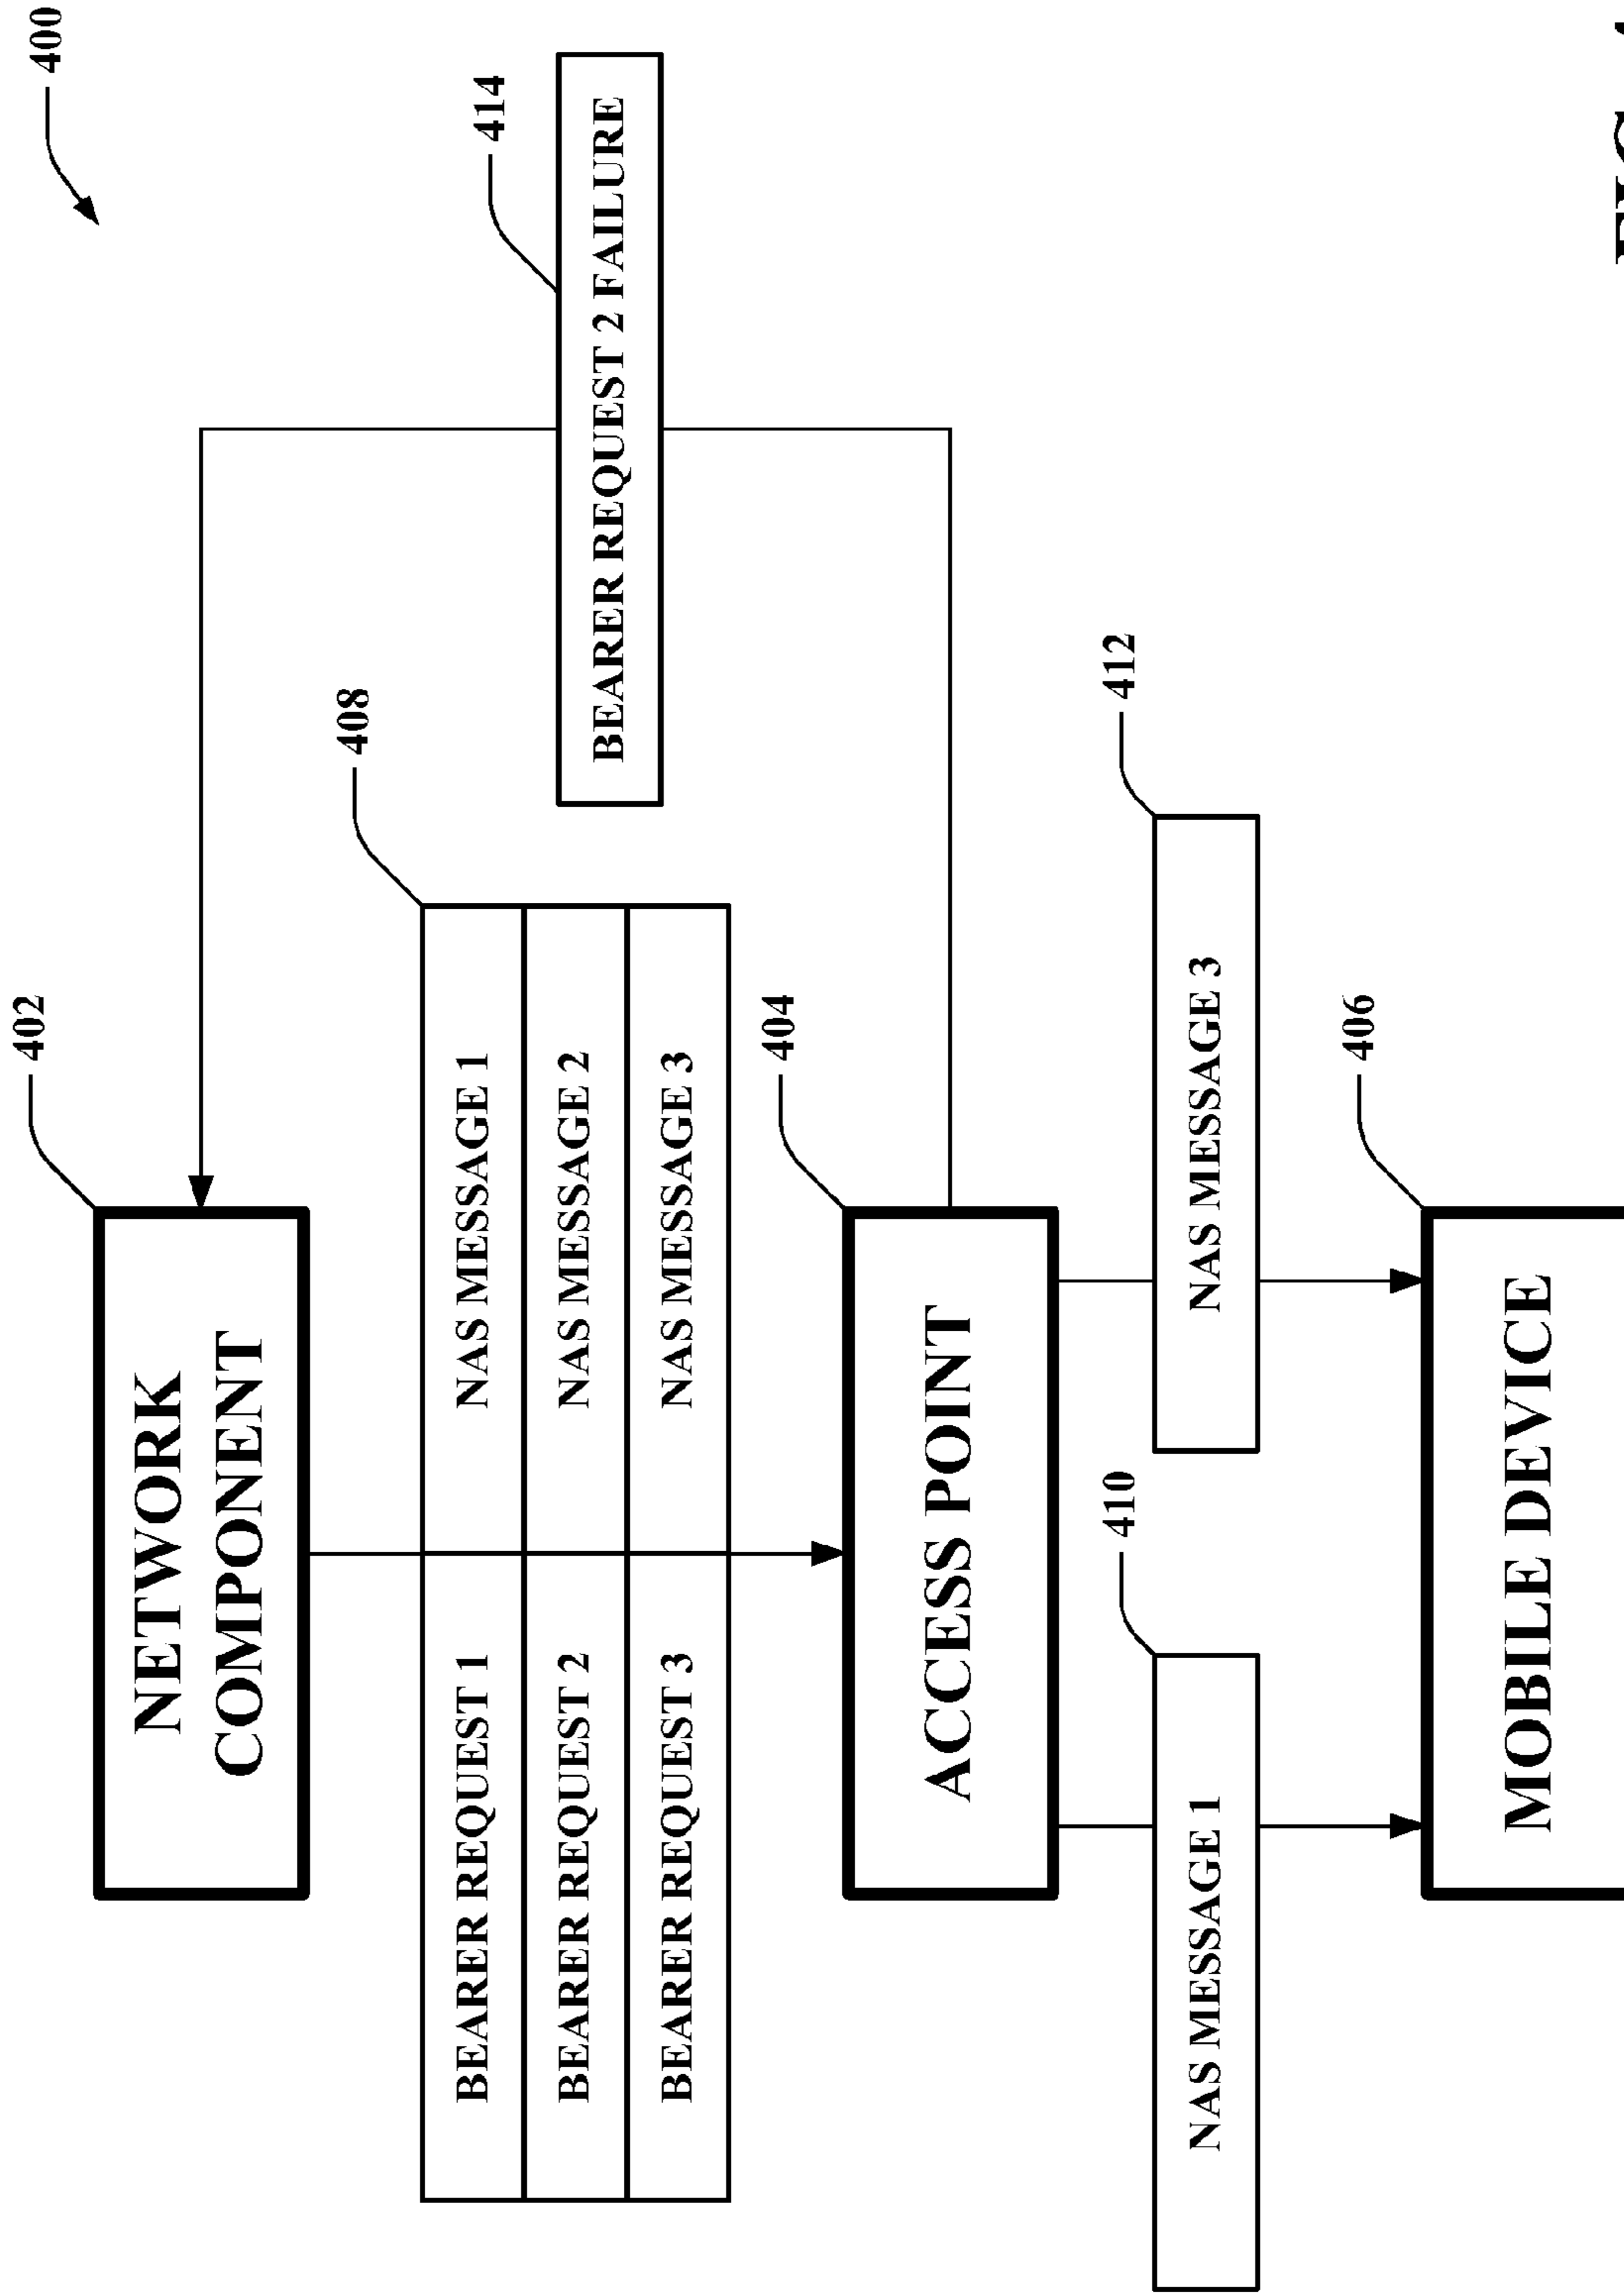 400
402
NETWORK
COMPONENT
408
BEARER REQUEST 1 NAS MESSAGE 1
BEARER REQUEST 2 NAS MESSAGE 2
BEARER REQUEST 3 NAS MESSAGE 3
414
BEARER REQUEST 2 FAILURE
404
ACCESS POINT
410
NAS MESSAGE 1
412
NAS MESSAGE 3
406
MOBILE DEVICE